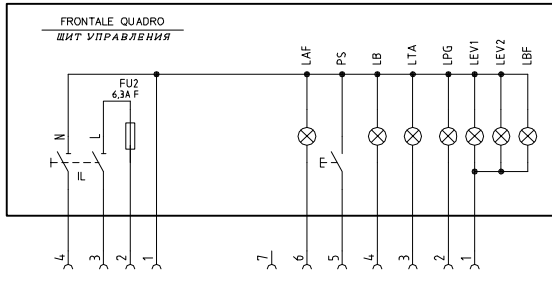 FRONTALE QUADRO
ЩИТ УПРАВЛЕНИЯ
LAF
PS
LB
LTA
LPG
LEV1
LEV2
LBF
FU2
6,3A F
N
L
IL
4
3
2
1
7
6
5
4
3
2
1